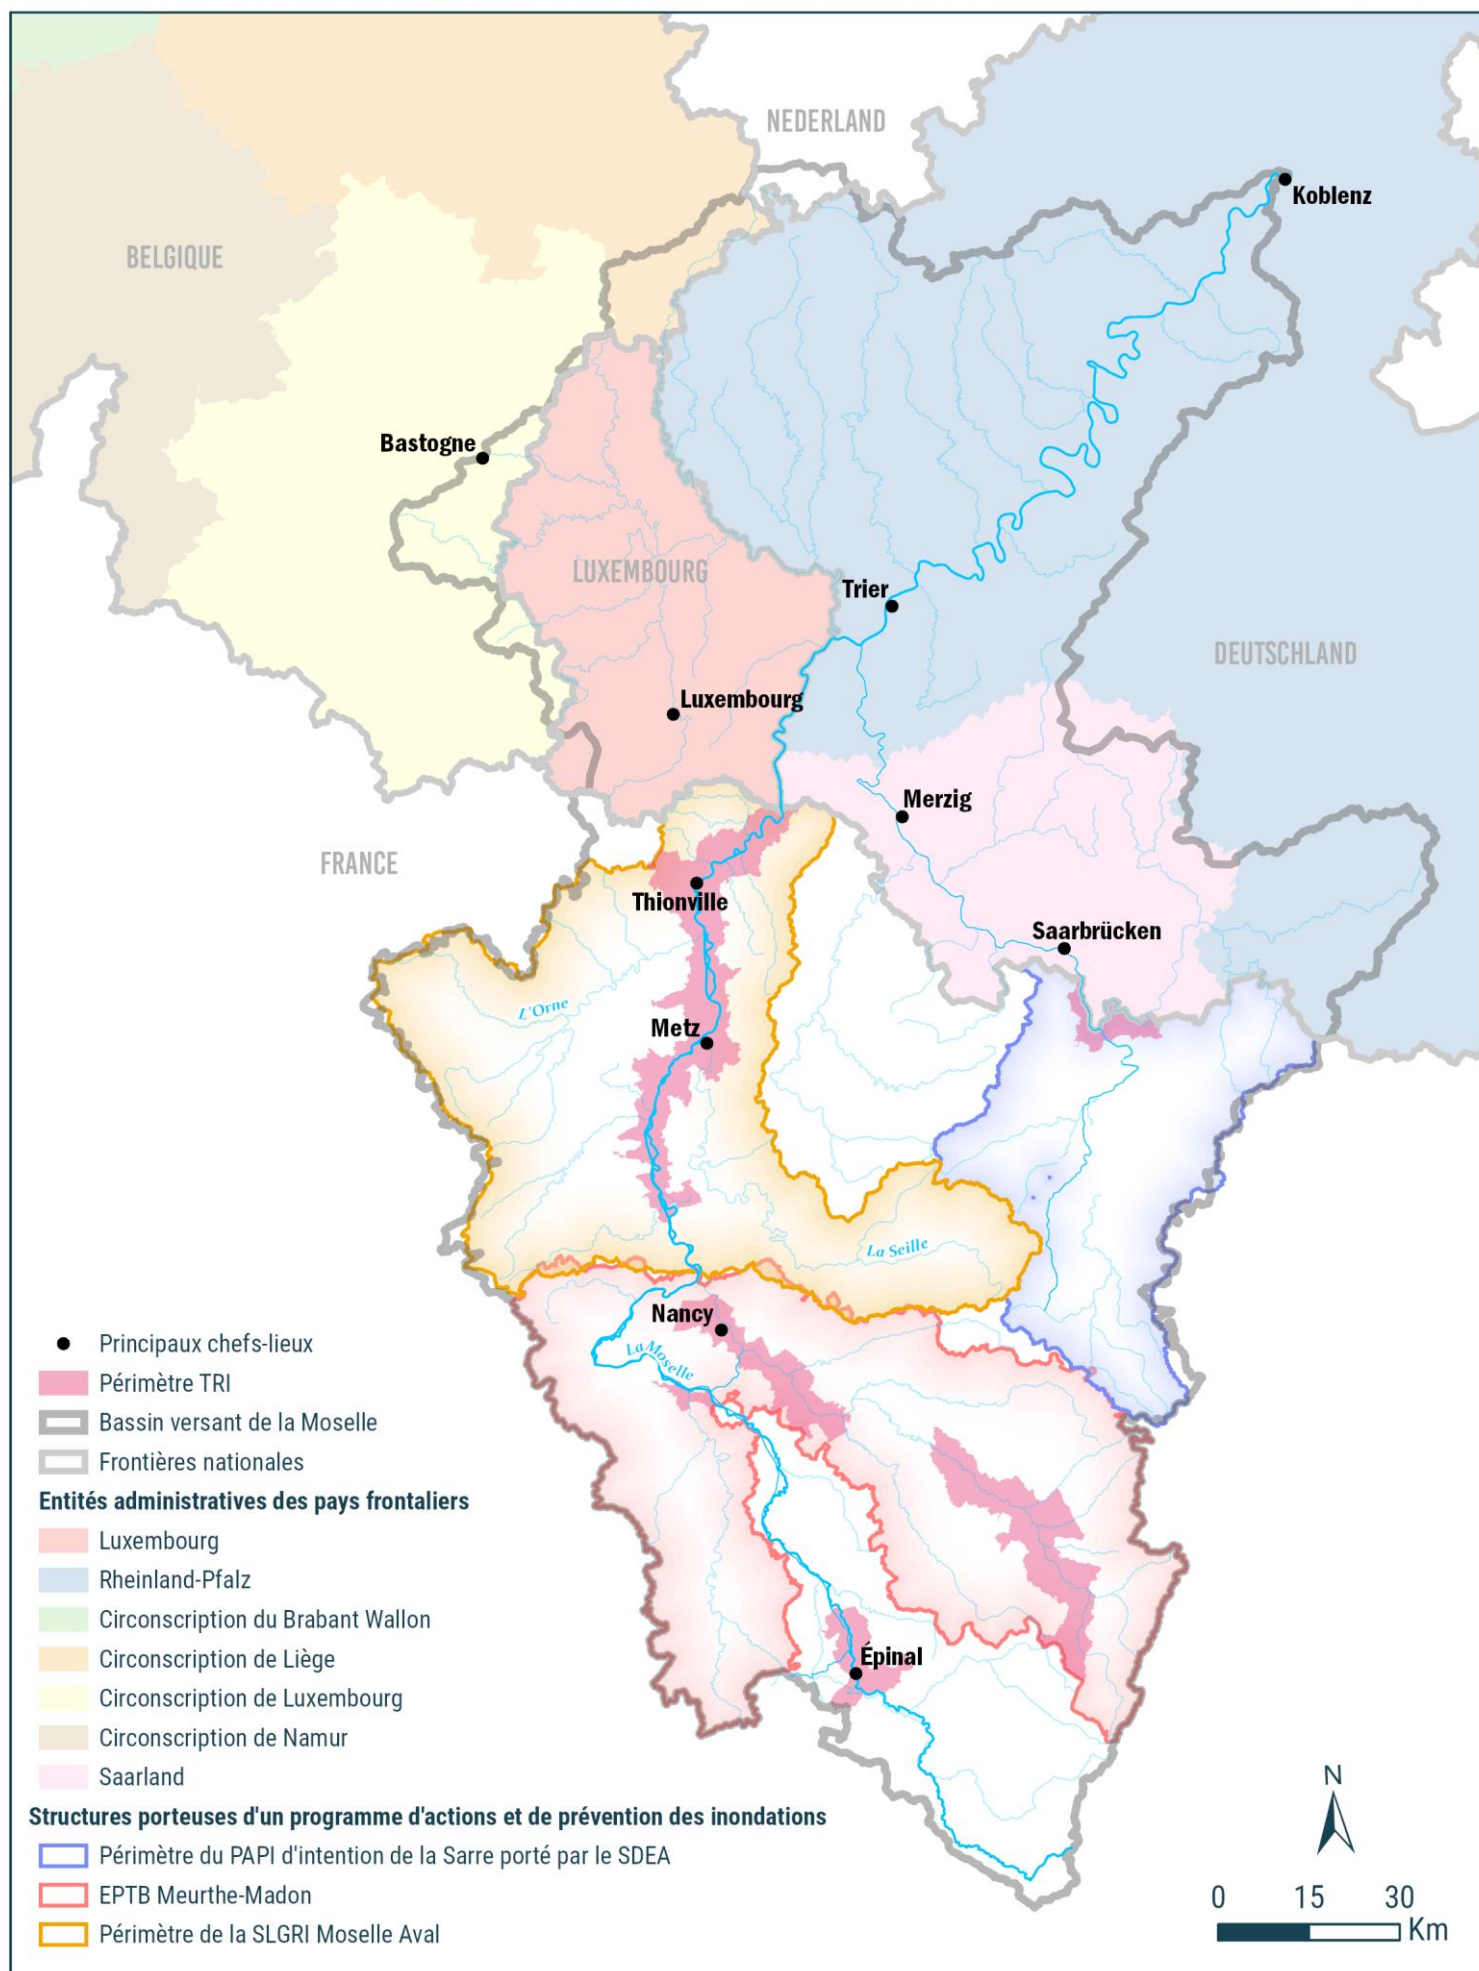 NEDERLAND
Koblenz
BELGIQUE
Bastogne
LUXEMBOURG
Trier
DEUTSCHLAND
Luxembourg
Merzig
FRANCE
Thionville
Saarbrücken
L'Orne
Metz
La Seille
Nancy
La Moselle
Épinal
Principaux chefs-lieux
Périmètre TRI
Bassin versant de la Moselle
Frontières nationales
Entités administratives des pays frontaliers
Luxembourg
Rheinland-Pfalz
Circonscription du Brabant Wallon
Circonscription de Liège
Circonscription de Luxembourg
Circonscription de Namur
Saarland
Structures porteuses d'un programme d'actions et de prévention des inondations
Périmètre du PAPI d'intention de la Sarre porté par le SDEA
EPTB Meurthe-Madon
Périmètre de la SLGRI Moselle Aval
N
0 15 30
Km